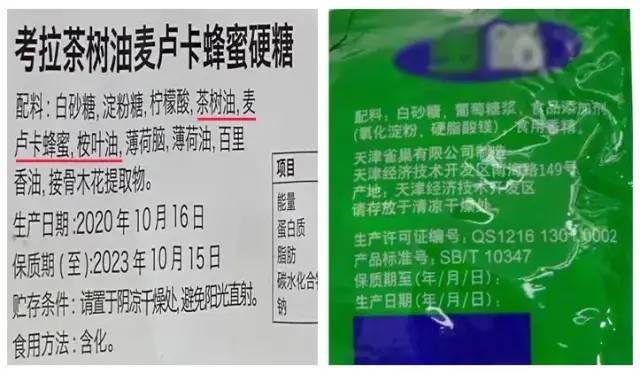 考拉茶树油麦卢卡蜂蜜硬糖
配料:白砂糖,淀粉糖,柠檬酸,茶树油,麦
卢卡蜂蜜,桉叶油,薄荷脑,薄荷油,百里
香油,接骨木花提取物。
生产日期:2020年10月16日
保质期(至):2023年10月15日
贮存条件:请置于阴凉干燥处,避免阳光直射。
食用方法:含化。
项目
能量
蛋白质
脂肪
碳水化合物
钠
配料:白砂糖,葡萄糖浆,食品添加剂
(氧化淀粉、硬脂酸镁),食用香精。
天津雀巢有限公司制造
天津经济技术开发区南海路149号
产地:天津经济技术开发区
请存放于清凉干燥处
生产许可证编号:QS1216 1301 0002
产品标准号:SB/T 10347
保质期至(年/月/日):
生产日期(年/月/日):